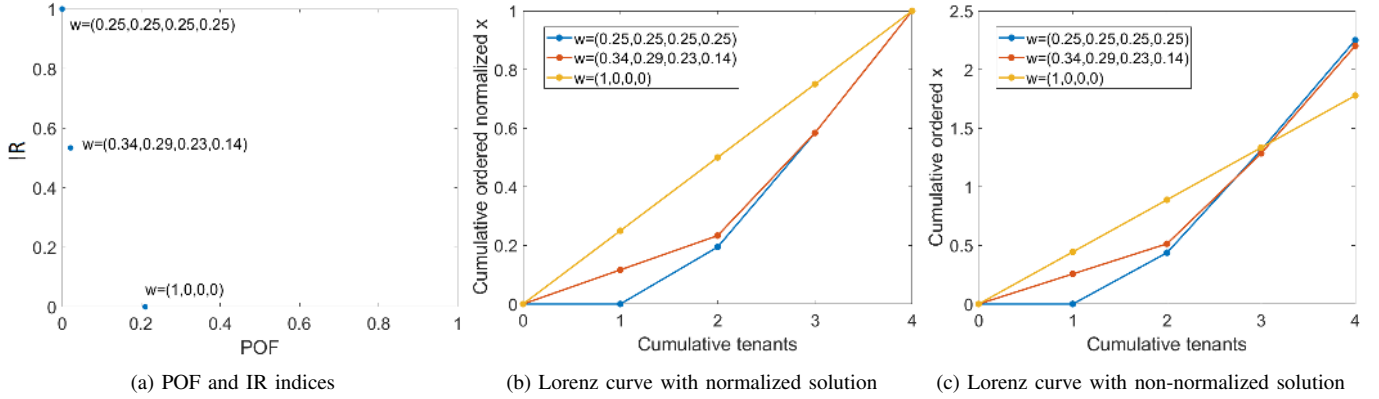 1
0.8
0.6
0.4
0.2
0
IR
w=(0.25,0.25,0.25,0.25)
w=(0.34,0.29,0.23,0.14)
w=(1,0,0,0)
0 0.2 0.4 0.6 0.8 1
POF
(a) POF and IR indices
1
0.8
0.6
0.4
0.2
0
Cumulative ordered normalized x
w=(0.25,0.25,0.25,0.25)
w=(0.34,0.29,0.23,0.14)
w=(1,0,0,0)
0 1 2 3 4
Cumulative tenants
(b) Lorenz curve with normalized solution
2.5
2
1.5
1
0.5
0
Cumulative ordered x
w=(0.25,0.25,0.25,0.25)
w=(0.34,0.29,0.23,0.14)
w=(1,0,0,0)
0 1 2 3 4
Cumulative tenants
(c) Lorenz curve with non-normalized solution